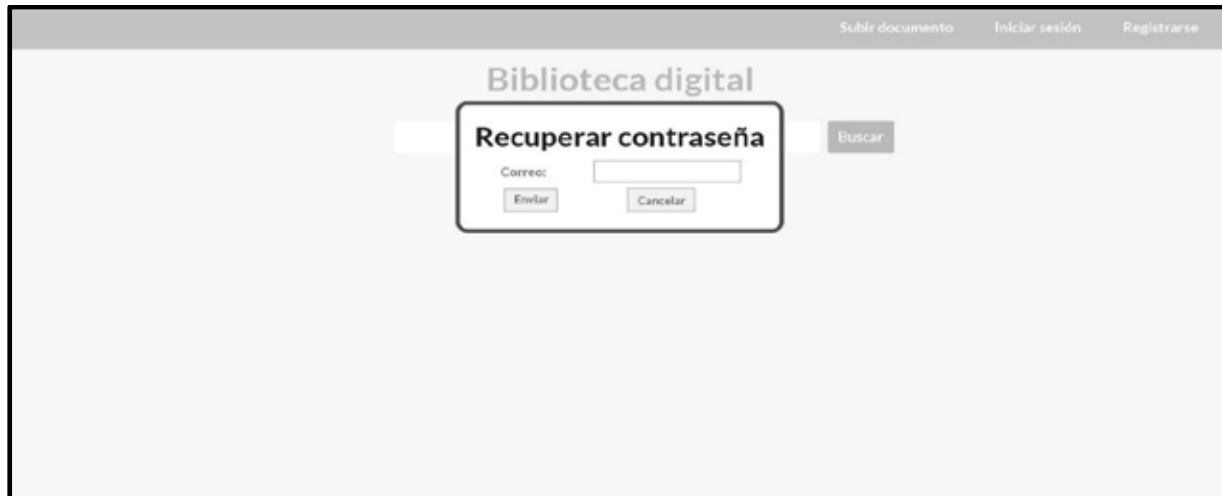 Subir documento Iniciar sesión Registrarse
Biblioteca digital
Buscar
Recuperar contraseña
Correo:
Enviar Cancelar